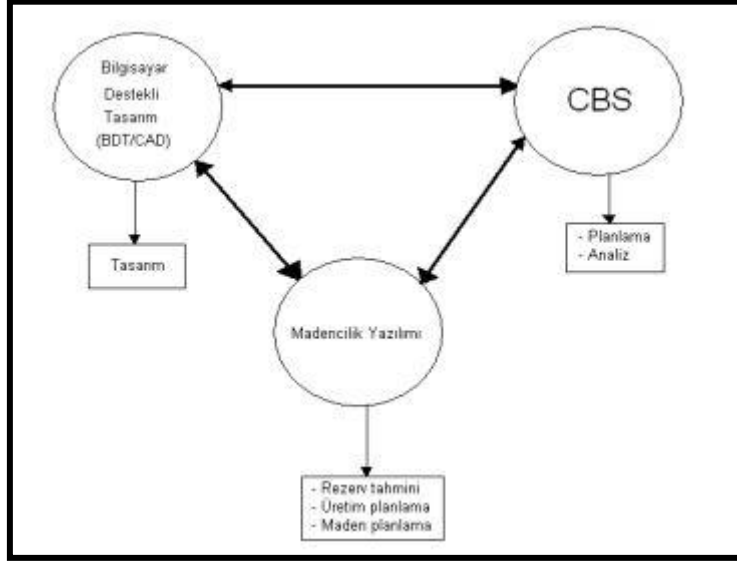 Bilgisayar
Destekli
Tasarım
(BDT/CAD)
CBS
Tasarım
- Planlama
- Analiz
Madencilik Yazılımı
- Rezerv tahmini
- Üretim planlama
- Maden planlama